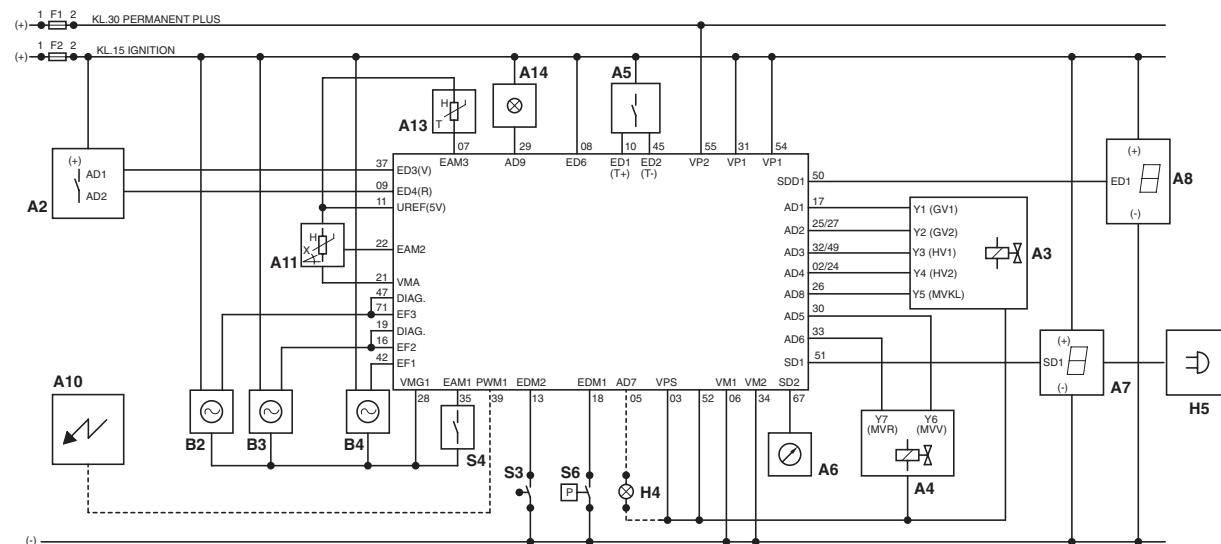 1 F1 2
(+)
KL.30 PERMANENT PLUS
1 F2 2
(+)
KL.15 IGNITION
A14
A5
A13
H
T
07
29
08
10
45
55
31
54
EAM3
AD9
ED6
ED1
(T+)
ED2
(T-)
VP2
VP1
VP1
(+)
AD1
AD2
A2
37
ED3(V)
09
ED4(R)
11
UREF(5V)
H
X
A11
22
EAM2
21
VMA
47
DIAG.
71
EF3
19
DIAG.
16
EF2
42
EF1
SDD1
50
ED1
(+)
(-)
A8
AD1
17
Y1 (GV1)
AD2
25/27
Y2 (GV2)
AD3
32/49
Y3 (HV1)
A3
AD4
02/24
Y4 (HV2)
AD8
26
Y5 (MVKL)
AD5
30
AD6
33
SD1
51
SD1
(+)
(-)
A7
H5
VMG1
EAM1
PWM1
EDM2
EDM1
AD7
VPS
VM1
VM2
SD2
28
35
39
13
18
05
03
52
06
34
67
A10
B2
B3
B4
S4
S3
S6
P
H4
A6
Y7
(MVR)
Y6
(MVV)
A4
(-)